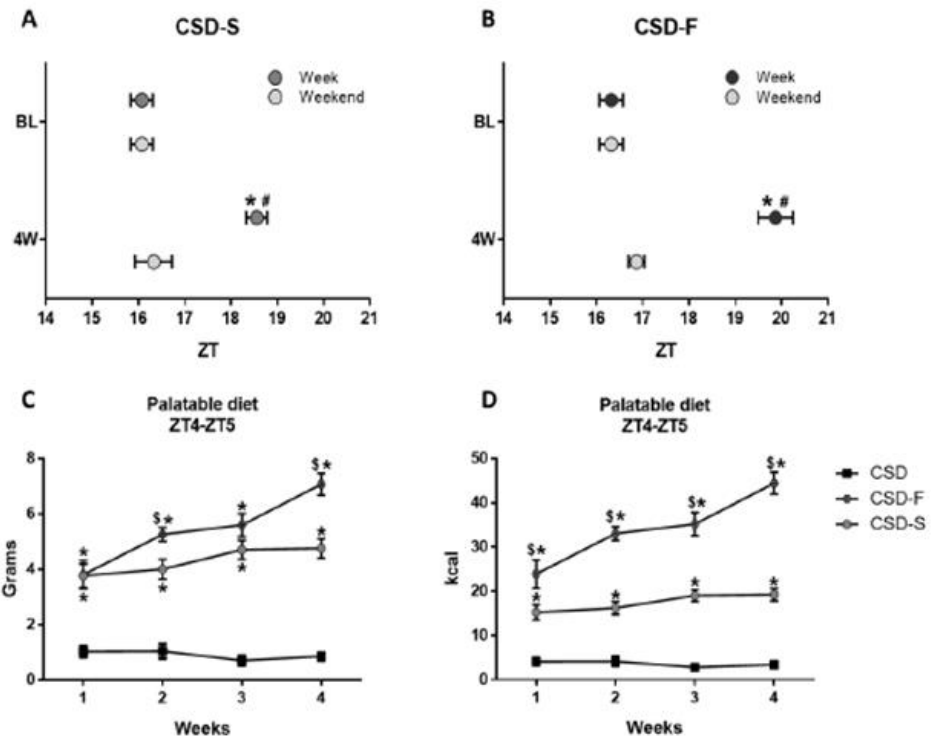 A
CSD-S
Week
Weekend
BL
* #
4W
14 15 16 17 18 19 20 21
ZT
B
CSD-F
Week
Weekend
BL
* #
4W
14 15 16 17 18 19 20 21
ZT
C
Palatable diet
ZT4-ZT5
8
6
4
2
0
Grams
$*
$* *
* *
* * *
1 2 3 4
Weeks
D
Palatable diet
ZT4-ZT5
50
40
30
20
10
0
kcal
$*
$* $*
$*
* * * *
1 2 3 4
Weeks
CSD
CSD-F
CSD-S